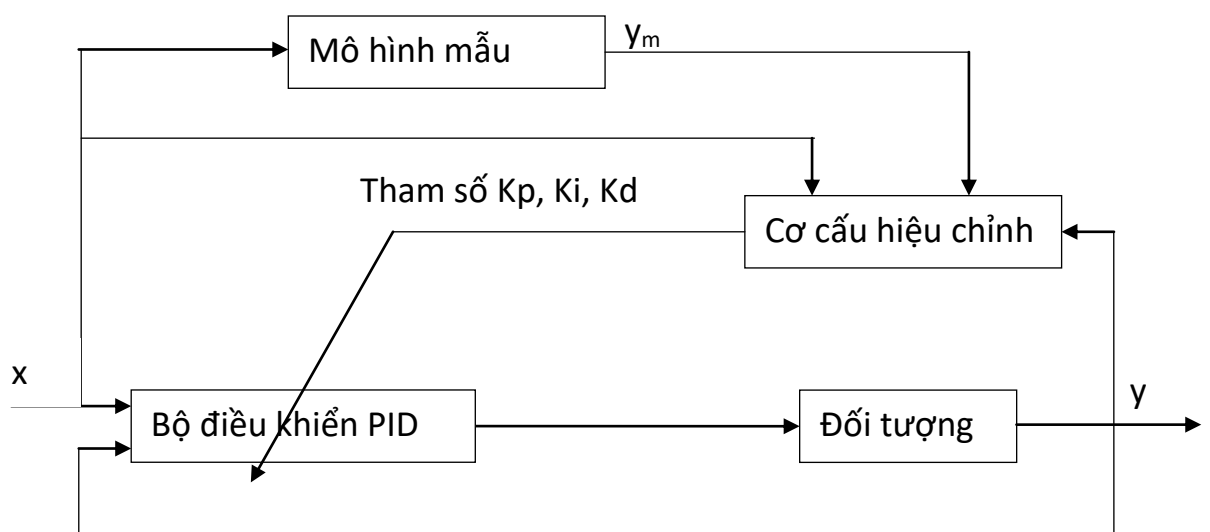 Mô hình mẫu
yₘ
Tham số Kp, Ki, Kd
Cơ cấu hiệu chỉnh
x
Bộ điều khiển PID
Đối tượng
y